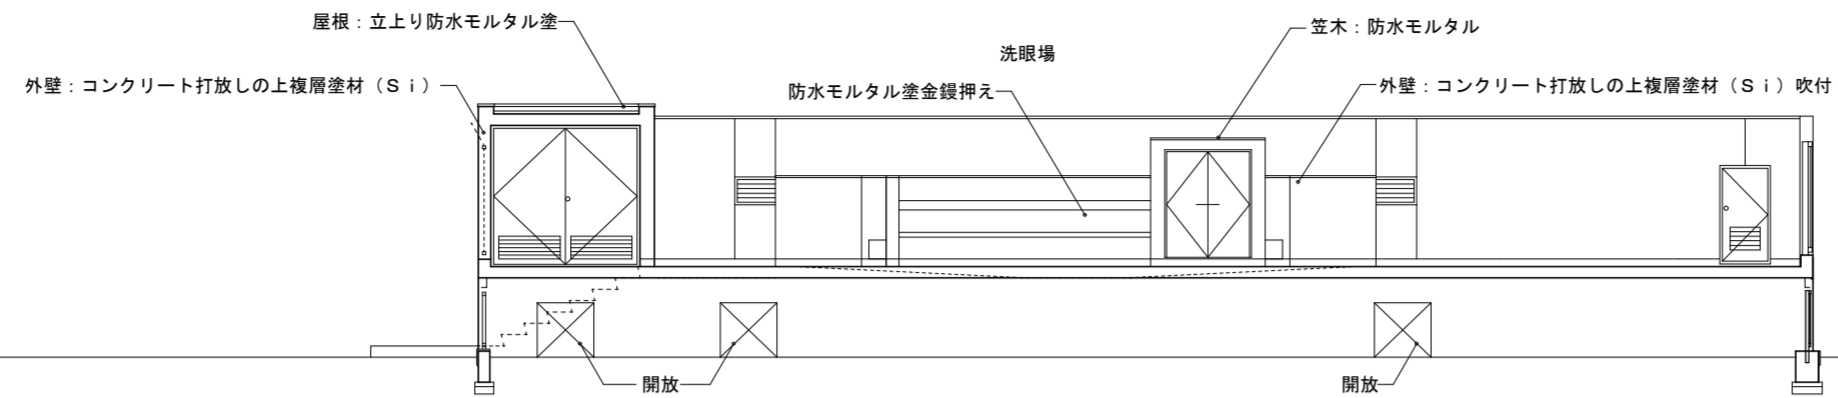 屋根：立上り防水モルタル塗
笠木：防水モルタル
洗眼場
外壁：コンクリート打放しの上複層塗材（Ｓｉ）
防水モルタル塗金鏝押え
外壁：コンクリート打放しの上複層塗材（Ｓｉ）吹付
開放
開放